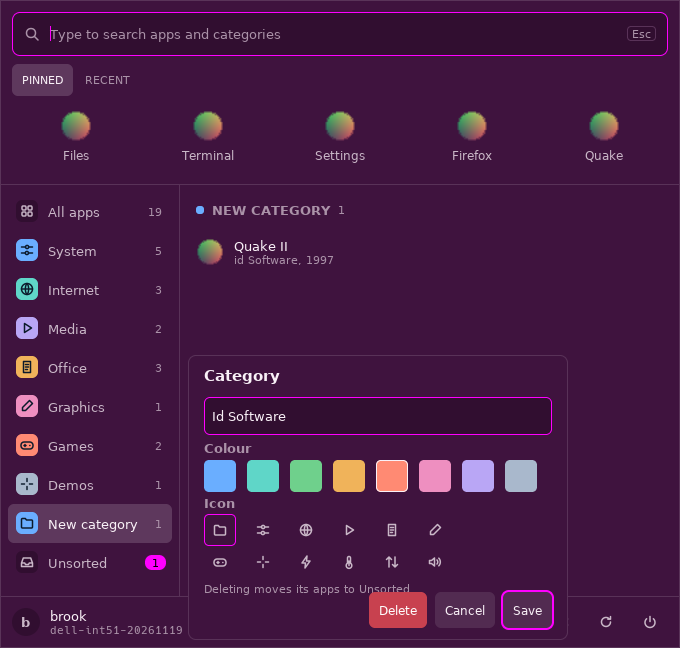 Type to search apps and categories
Esc
PINNED
RECENT
Files
Terminal
Settings
Firefox
Quake
All apps 19
System 5
Internet 3
Media 2
Office 3
Graphics 1
Games 2
Demos 1
New category 1
Unsorted 1
NEW CATEGORY 1
Quake II
id Software, 1997
Category
Id Software
Colour
Icon
Deleting moves its apps to Unsorted
Delete
Cancel
Save
b
brook
dell-int51-20261119